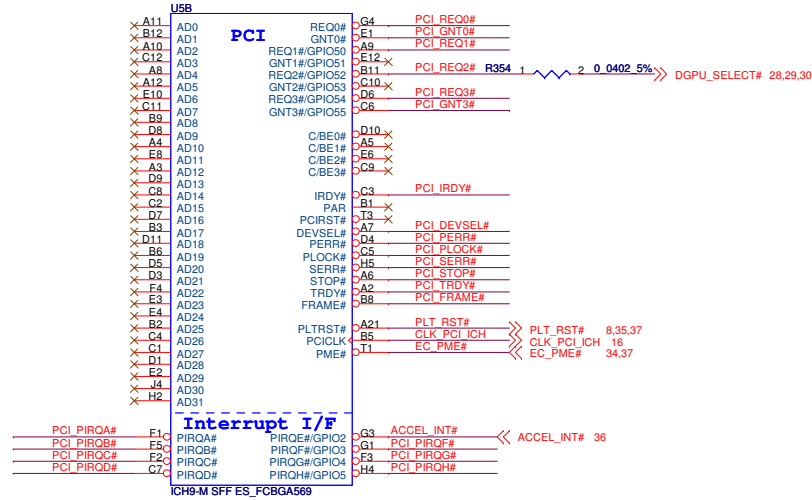 U5B
PCI
A11 AD0 REQ0# G4 PCI_REQ0#
B12 AD1 GNT0# E1 PCI_GNT0#
A10 AD2 REQ1#/GPIO50 A9 PCI_REQ1#
C12 AD3 GNT1#/GPIO51 E12
A8 AD4 REQ2#/GPIO52 B11 PCI_REQ2# R354 1 2 0_0402_5% DGPU_SELECT# 28,29,30
A12 AD5 GNT2#/GPIO53 C10
E10 AD6 REQ3#/GPIO54 D6 PCI_REQ3#
C11 AD7 GNT3#/GPIO55 C6 PCI_GNT3#
B9 AD8
D8 AD9 C/BE0# D10
A4 AD10 C/BE1# A5
E8 AD11 C/BE2# E6
A3 AD12 C/BE3# C9
D9 AD13
C8 AD14 IRDY# C3 PCI_IRDY#
C2 AD15 PAR B1
D7 AD16 PCIRST# T3
B3 AD17 DEVSEL# A7 PCI_DEVSEL#
D11 AD18 PERR# D4 PCI_PERR#
B6 AD19 PLOCK# C5 PCI_PLOCK#
D5 AD20 SERR# H5 PCI_SERR#
D3 AD21 STOP# A6 PCI_STOP#
F4 AD22 TRDY# A2 PCI_TRDY#
E3 AD23 FRAME# B8 PCI_FRAME#
E4 AD24
B2 AD25 PLTRST# A21 PLT_RST# PLT_RST# 8,35,37
C4 AD26 PCICLK B5 CLK_PCI_ICH CLK_PCI_ICH 16
C1 AD27 PME# T1 EC_PME# EC_PME# 34,37
D1 AD28
E2 AD29
J4 AD30
H2 AD31
Interrupt I/F
PCI_PIRQA# F1 PIRQA# PIRQE#/GPIO2 G3 ACCEL_INT# ACCEL_INT# 36
PCI_PIRQB# F5 PIRQB# PIRQF#/GPIO3 G1 PCI_PIRQF#
PCI_PIRQC# F2 PIRQC# PIRQG#/GPIO4 F3 PCI_PIRQG#
PCI_PIRQD# C7 PIRQD# PIRQH#/GPIO5 H4 PCI_PIRQH#
ICH9-M SFF ES_FCBGA569